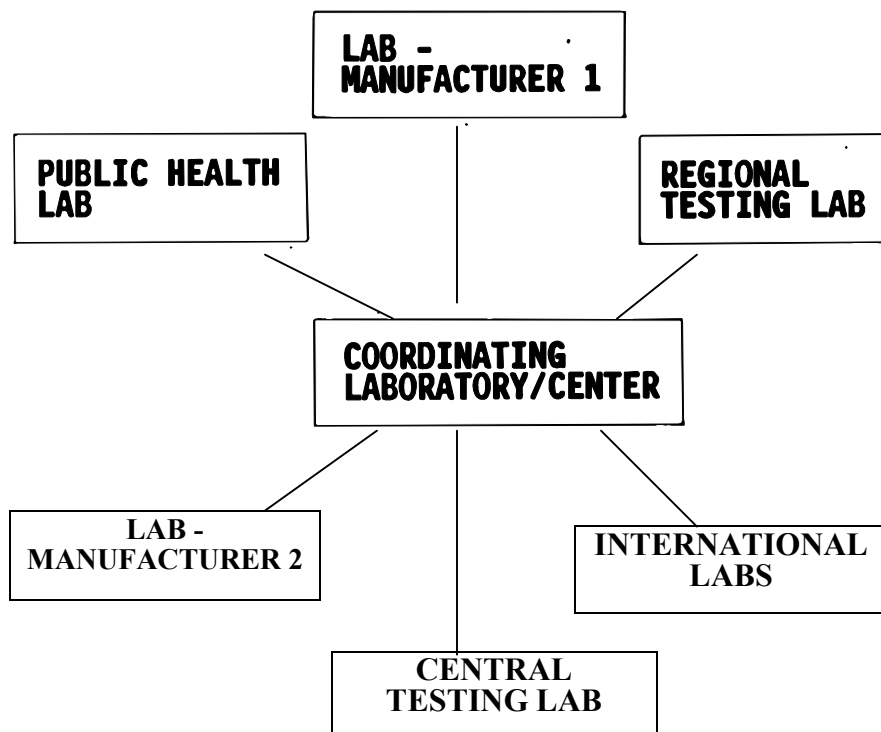 LAB -
MANUFACTURER 1
PUBLIC HEALTH
LAB
REGIONAL
TESTING LAB
COORDINATING
LABORATORY/CENTER
LAB -
MANUFACTURER 2
INTERNATIONAL
LABS
CENTRAL
TESTING LAB